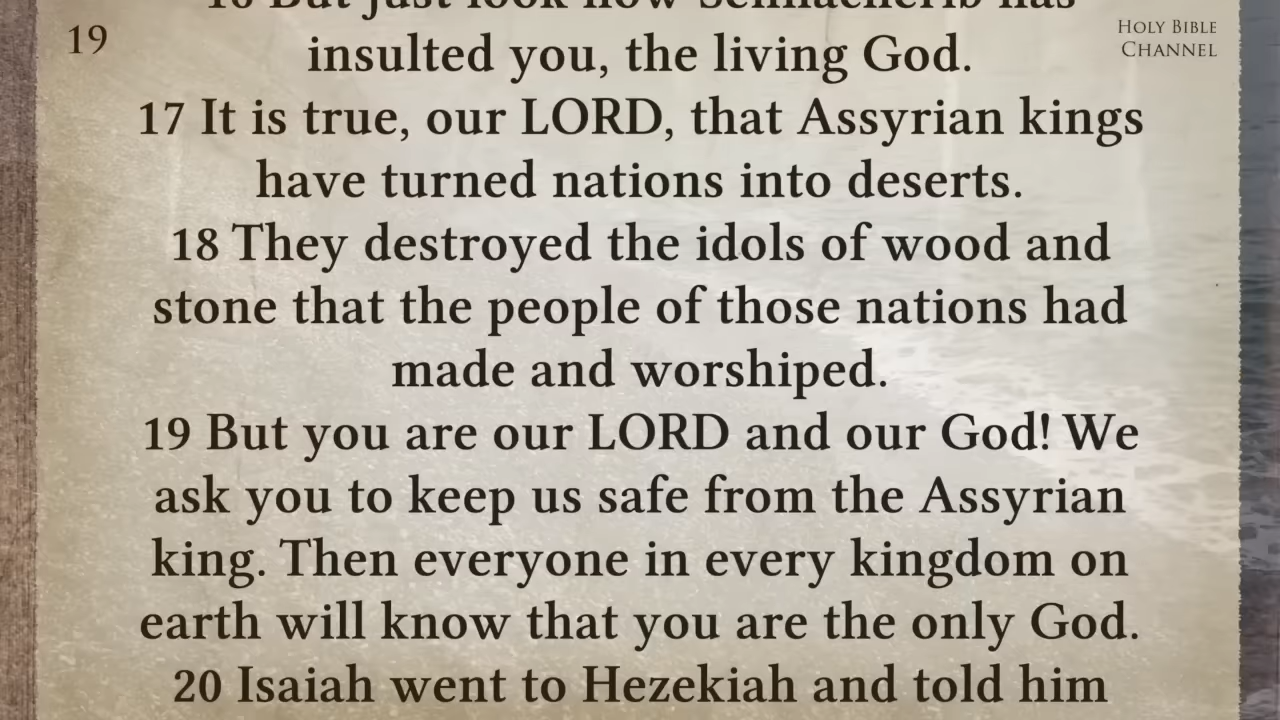 16 But just look how Sennacherib has
19
HOLY BIBLE
CHANNEL
insulted you, the living God.
17 It is true, our LORD, that Assyrian kings
have turned nations into deserts.
18 They destroyed the idols of wood and
stone that the people of those nations had
made and worshiped.
19 But you are our LORD and our God! We
ask you to keep us safe from the Assyrian
king. Then everyone in every kingdom on
earth will know that you are the only God.
20 Isaiah went to Hezekiah and told him